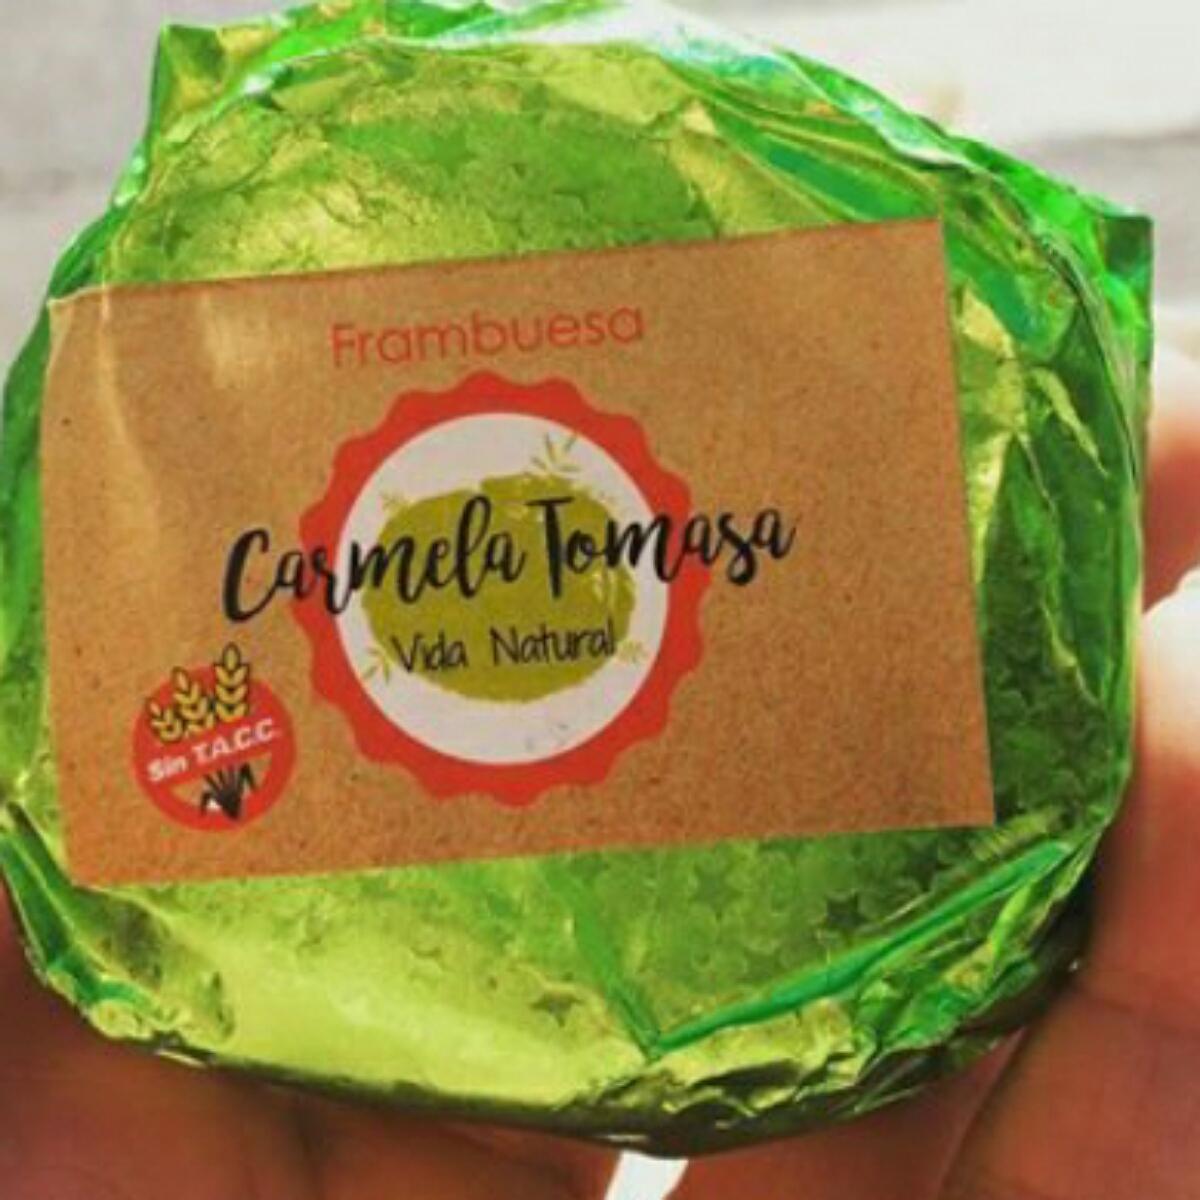 Frambuesa
Carmela Tomasa
Vida Natural
Sin T.A.C.C.